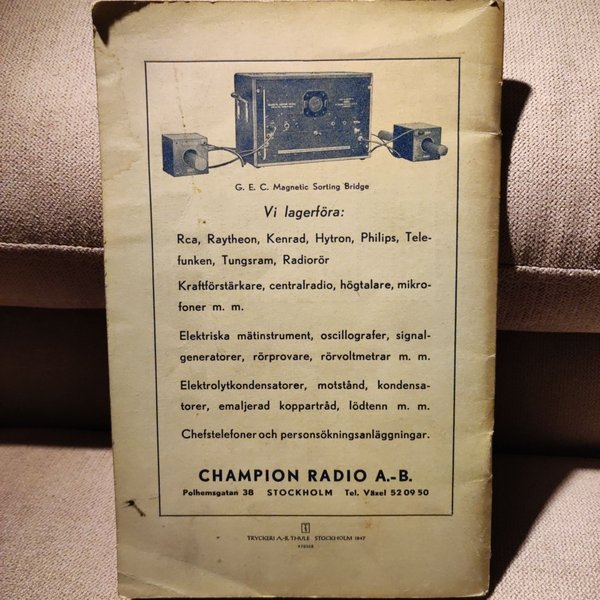 G. E. C. Magnetic Sorting Bridge
Vi lagerföra:
Rca, Raytheon, Kenrad, Hytron, Philips, Tele-
funken, Tungsram, Radiorör
Kraftförstärkare, centralradio, högtalare, mikro-
foner m. m.
Elektriska mätinstrument, oscillografer, signal-
generatorer, rörprovare, rörvoltmetrar m. m.
Elektrolytkondensatorer, motstånd, kondensa-
torer, emaljerad koppartråd, lödtenn m. m.
Chefstelefoner och personsökningsanläggningar.
CHAMPION RADIO A.-B.
Polhemsgatan 38 STOCKHOLM Tel. Växel 52 09 50
TRYCKERI A.-B. THULE STOCKHOLM 1947